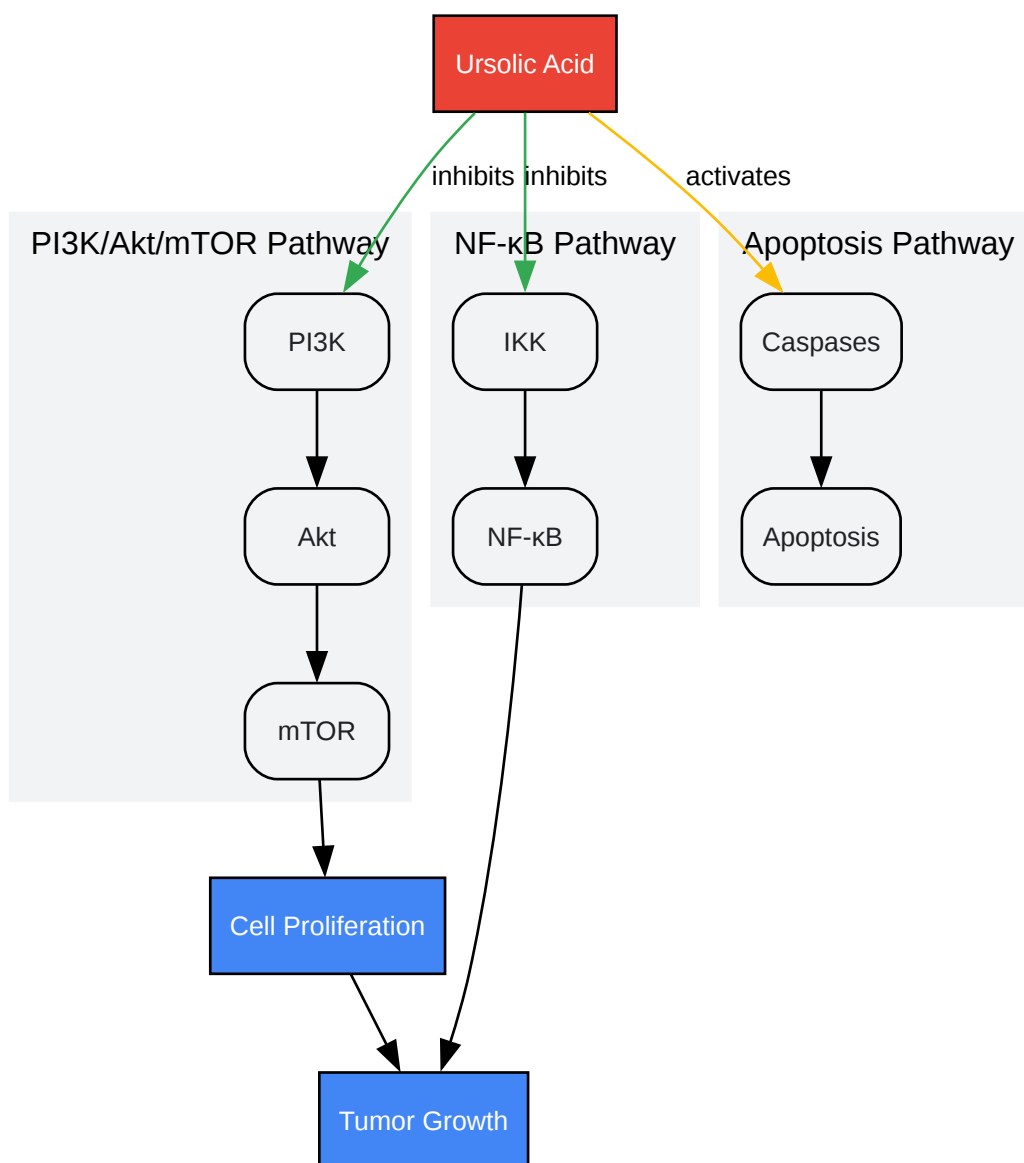 Ursolic Acid
inhibits
inhibits
activates
PI3K/Akt/mTOR Pathway
NF-κB Pathway
Apoptosis Pathway
PI3K
IKK
Caspases
Akt
NF-κB
Apoptosis
mTOR
Cell Proliferation
Tumor Growth